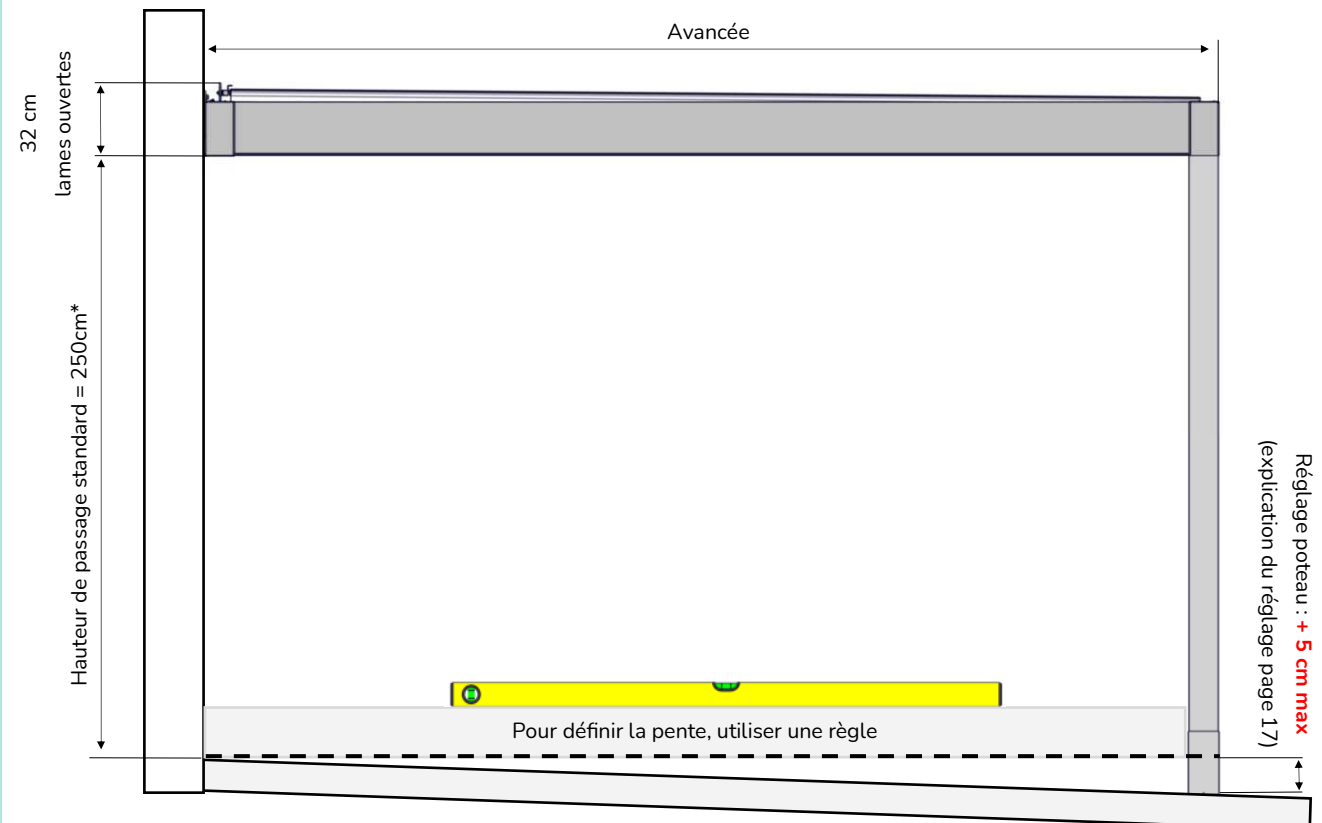 Avancée
32 cm
lames ouvertes
Hauteur de passage standard = 250cm*
Réglage poteau : + 5 cm max
(explication du réglage page 17)
Pour définir la pente, utiliser une règle